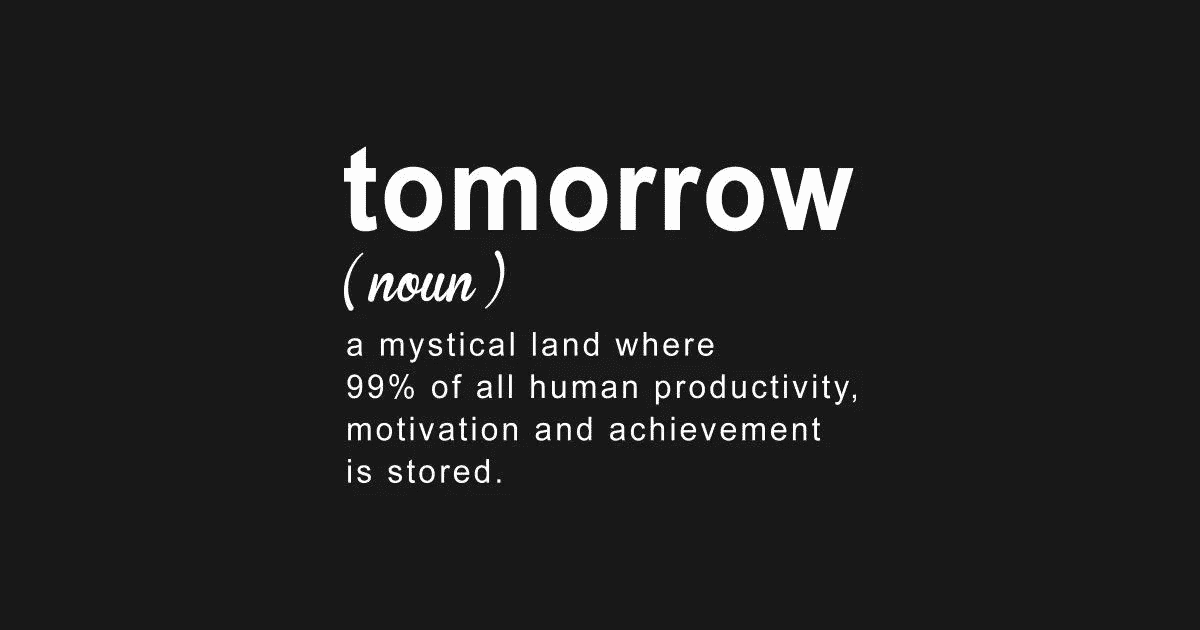 tomorrow
( noun )
a mystical land where
99% of all human productivity,
motivation and achievement
is stored.